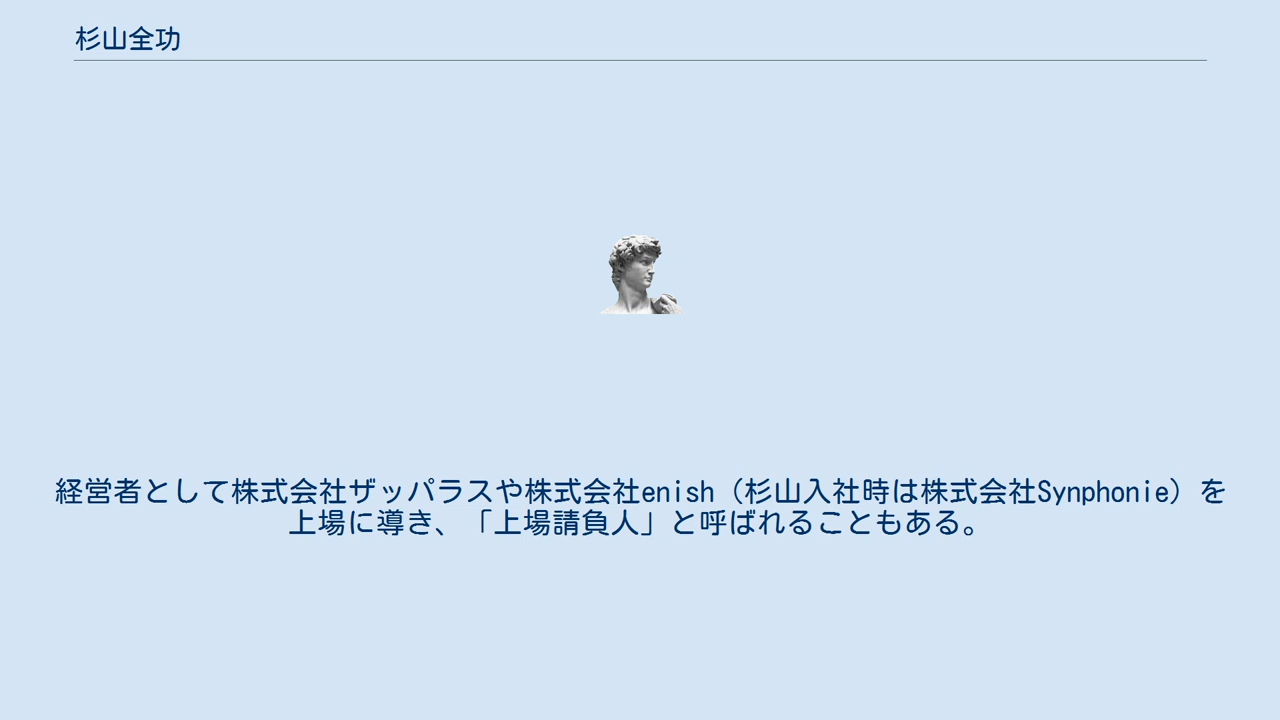 杉山全功
経営者として株式会社ザッパラスや株式会社enish（杉山入社時は株式会社Synphonie）を
上場に導き、「上場請負人」と呼ばれることもある。